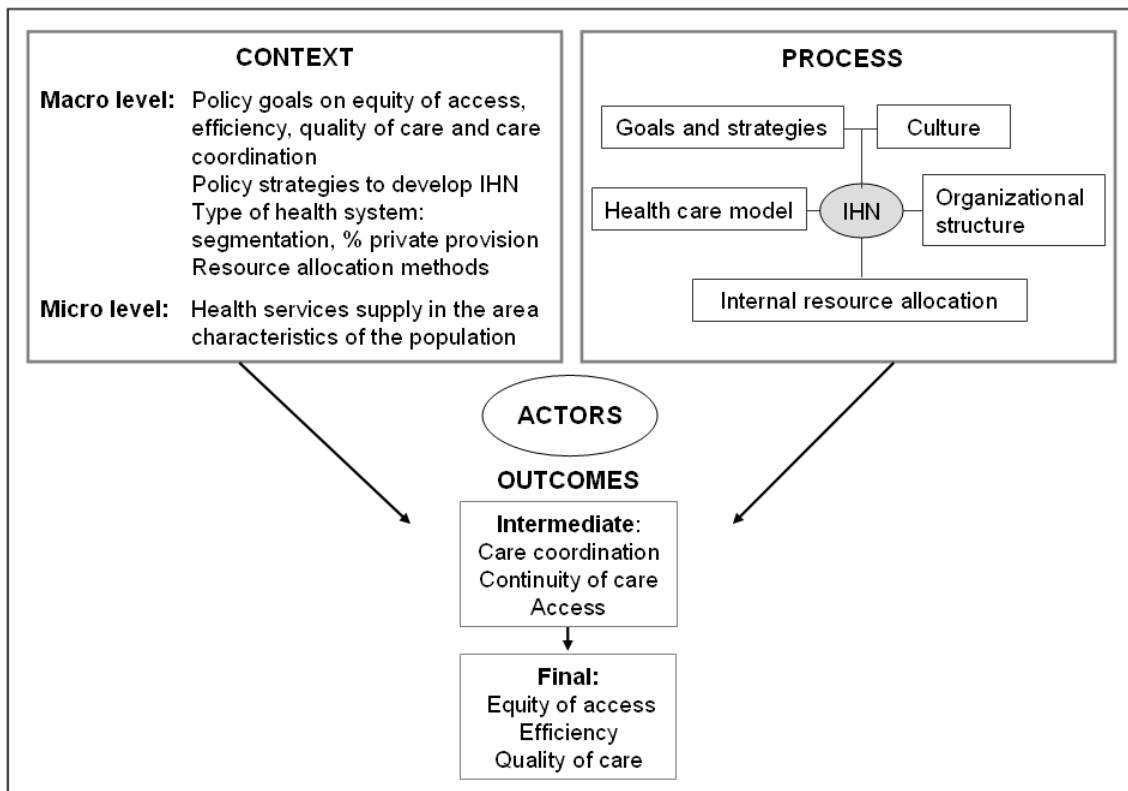 CONTEXT
Macro level: Policy goals on equity of access,
efficiency, quality of care and care
coordination
Policy strategies to develop IHN
Type of health system:
segmentation, % private provision
Resource allocation methods
Micro level: Health services supply in the area
characteristics of the population
PROCESS
Goals and strategies
Culture
Health care model
IHN
Organizational
structure
Internal resource allocation
ACTORS
OUTCOMES
Intermediate:
Care coordination
Continuity of care
Access
Final:
Equity of access
Efficiency
Quality of care